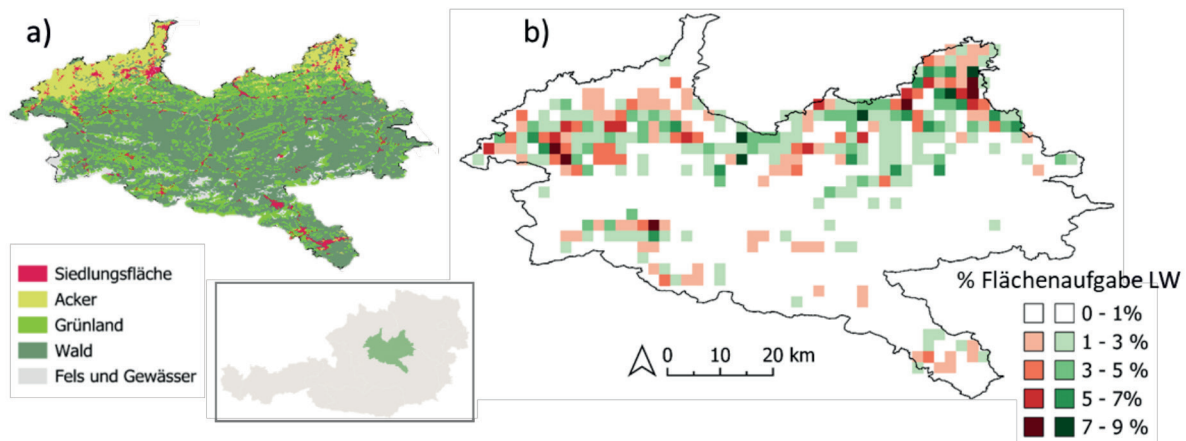 a)
b)
Siedlungsfläche
Acker
Grünland
Wald
Fels und Gewässer
0 10 20 km
% Flächenaufgabe LW
0 - 1%
1 - 3 %
3 - 5 %
5 - 7%
7 - 9 %